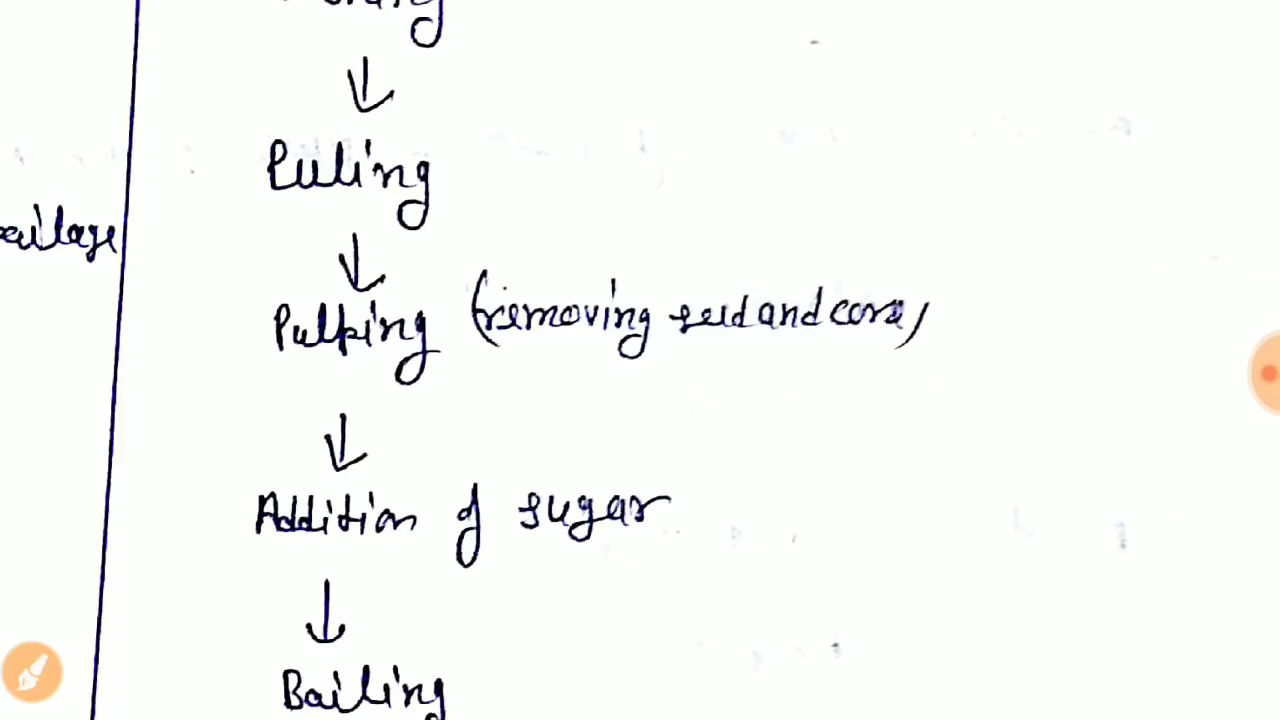 ↓
Peeling
↓
Pulping (removing seed and core)
↓
Addition of sugar
↓
Boiling